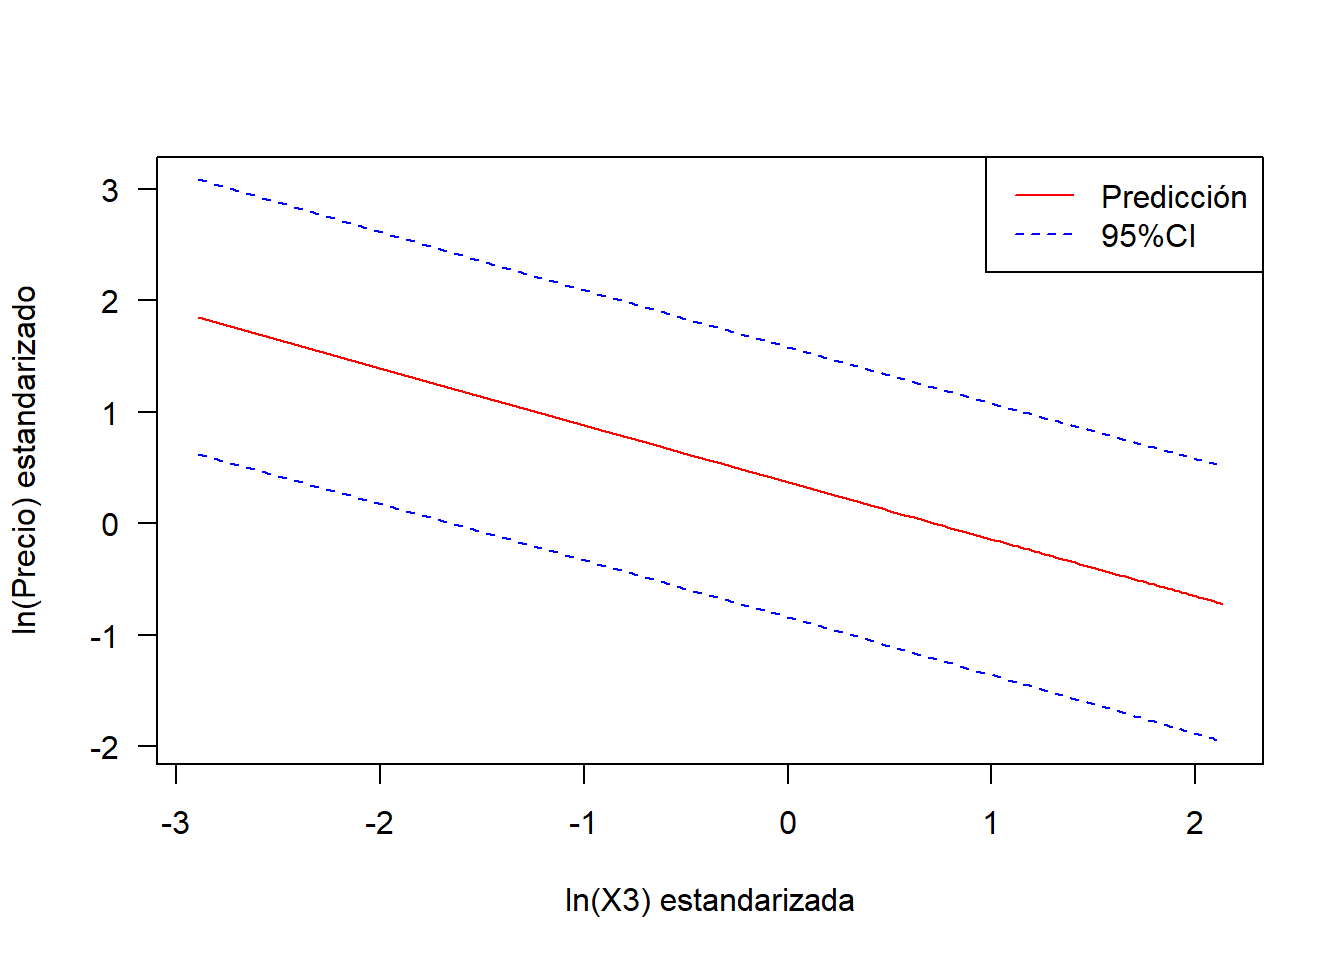 Predicción
95%CI
3
2
1
0
-1
-2
ln(Precio) estandarizado
-3 -2 -1 0 1 2
ln(X3) estandarizada